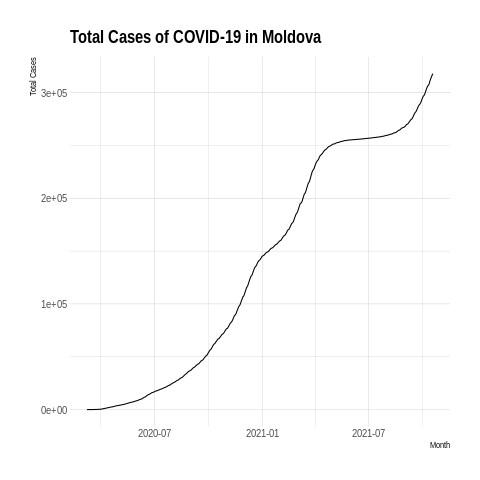 Total Cases of COVID-19 in Moldova
Total Cases
3e+05
2e+05
1e+05
0e+00
2020-07 2021-01 2021-07
Month